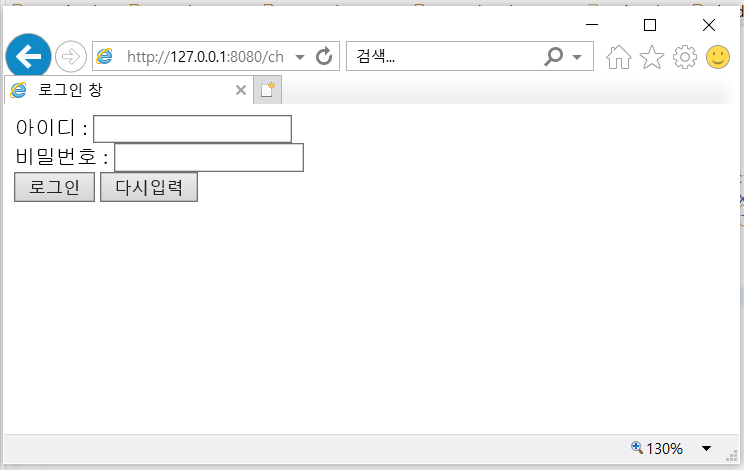 http://127.0.0.1:8080/ch
검색...
로그인 창
아이디 :
비밀번호 :
로그인 다시입력
130%